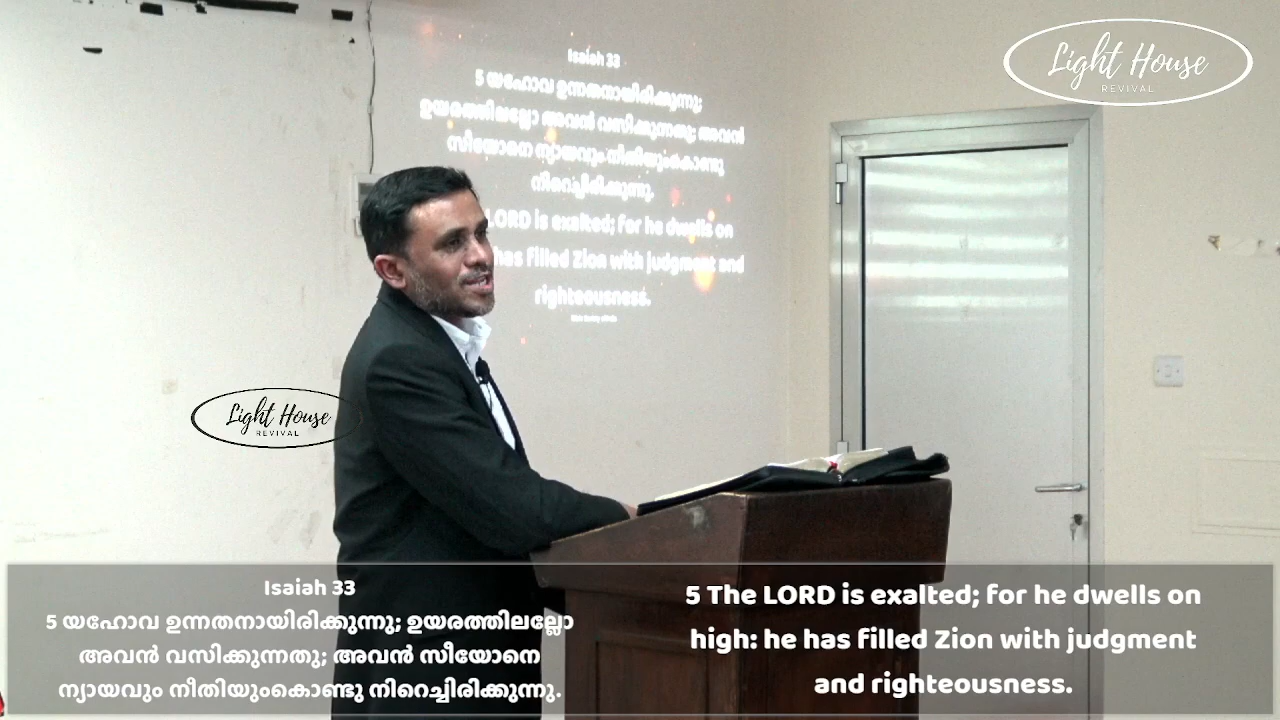 Light House
REVIVAL
Isaiah 33
5 യഹോവ ഉന്നതനായിരിക്കുന്നു;
ഉയരത്തിലല്ലോ അവൻ വസിക്കുന്നതു; അവൻ
സീയോനെ ന്യായവും നീതിയുംകൊണ്ടു
നിറെച്ചിരിക്കുന്നു.
LORD is exalted; for he dwells on
has filled Zion with judgment and
righteousness.
Light House
REVIVAL
Isaiah 33
5 യഹോവ ഉന്നതനായിരിക്കുന്നു; ഉയരത്തിലല്ലോ
അവൻ വസിക്കുന്നതു; അവൻ സീയോനെ
ന്യായവും നീതിയുംകൊണ്ടു നിറെച്ചിരിക്കുന്നു.
5 The LORD is exalted; for he dwells on
high: he has filled Zion with judgment
and righteousness.